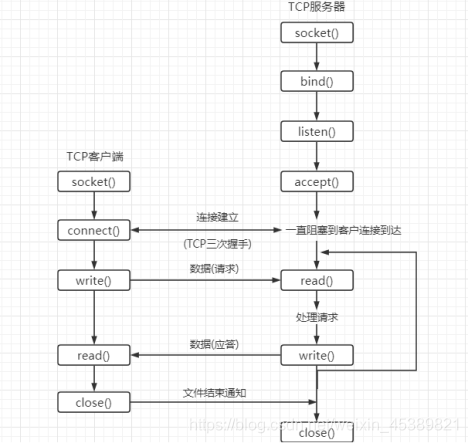 TCP服务器
socket()
bind()
listen()
TCP客户端
socket()
accept()
连接建立
connect()
一直阻塞到客户连接到达
(TCP三次握手)
数据(请求)
write()
read()
处理请求
数据(应答)
read()
write()
文件结束通知
close()
https://blog.csdn.net/weixin_45389821
close()